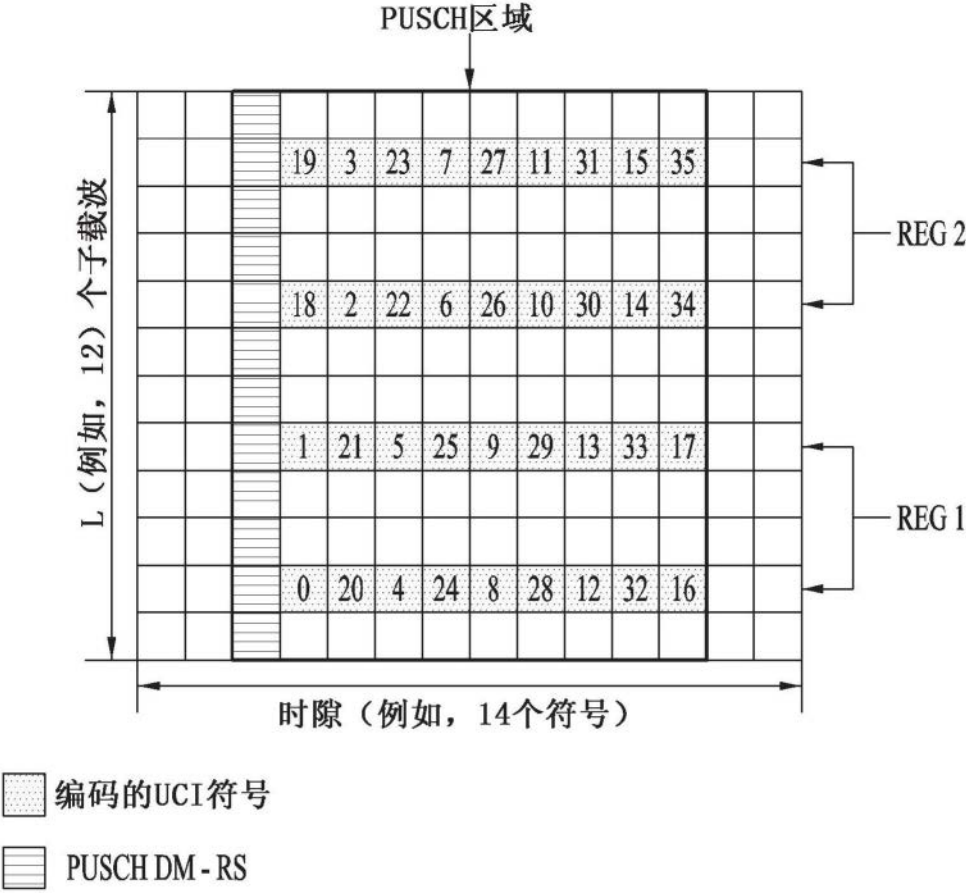 PUSCH区域
19 3 23 7 27 11 31 15 35
REG 2
18 2 22 6 26 10 30 14 34
L(例如，12)个子载波
1 21 5 25 9 29 13 33 17
REG 1
0 20 4 24 8 28 12 32 16
时隙(例如，14个符号)
编码的UCI符号
PUSCH DM-RS